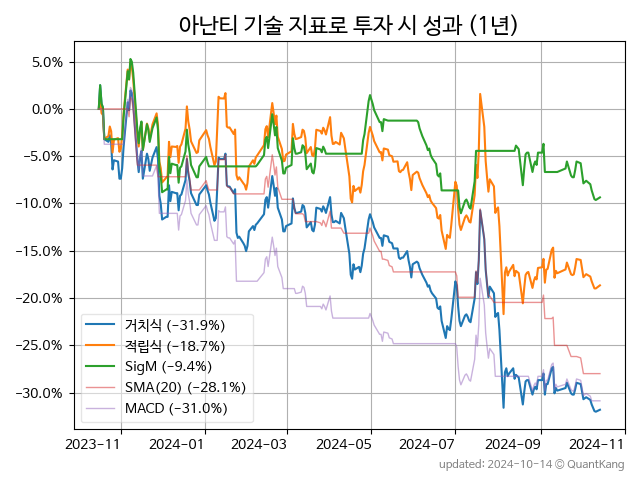 아난티 기술 지표로 투자 시 성과 (1년)
5.0%
0.0%
−5.0%
−10.0%
−15.0%
−20.0%
−25.0%
−30.0%
거치식 (−31.9%)
적립식 (−18.7%)
SigM (−9.4%)
SMA(20) (−28.1%)
MACD (−31.0%)
2023-11 2024-01 2024-03 2024-05 2024-07 2024-09 2024-11
updated: 2024-10-14 © QuantKang